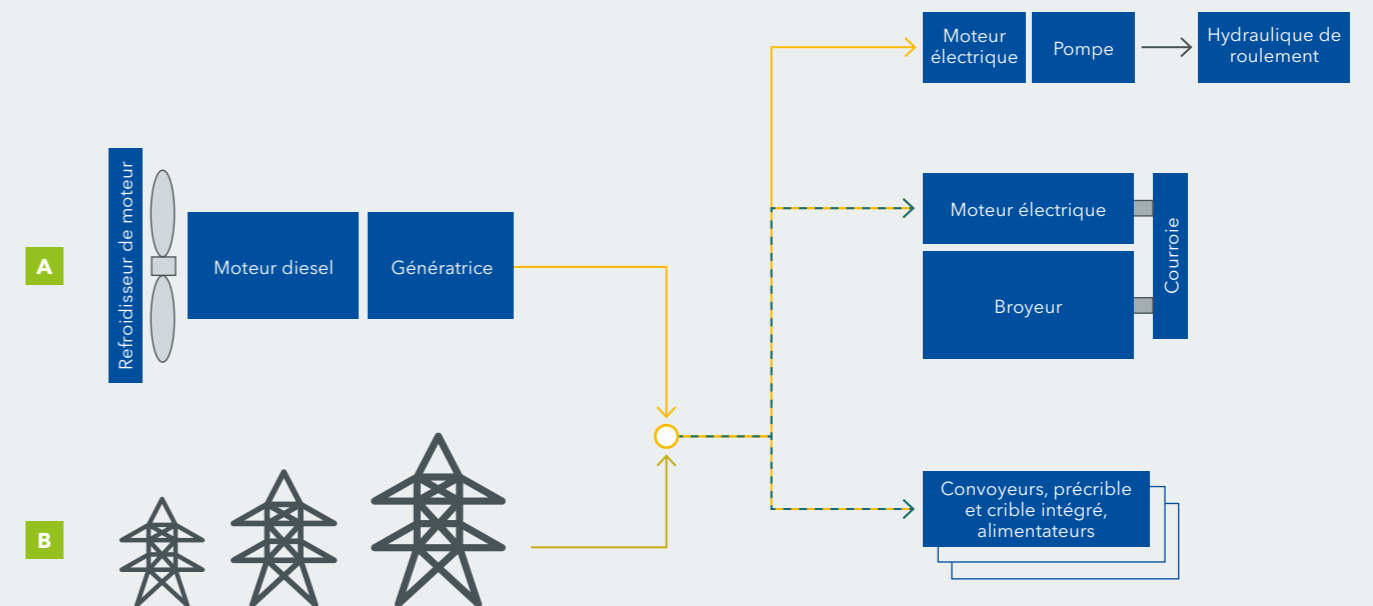 Moteur
électrique
Pompe
Hydraulique de
roulement
Refroidisseur de moteur
A
Moteur diesel
Génératrice
Moteur électrique
Broyeur
Courroie
B
Convoyeurs, précrible
et crible intégré,
alimentateurs